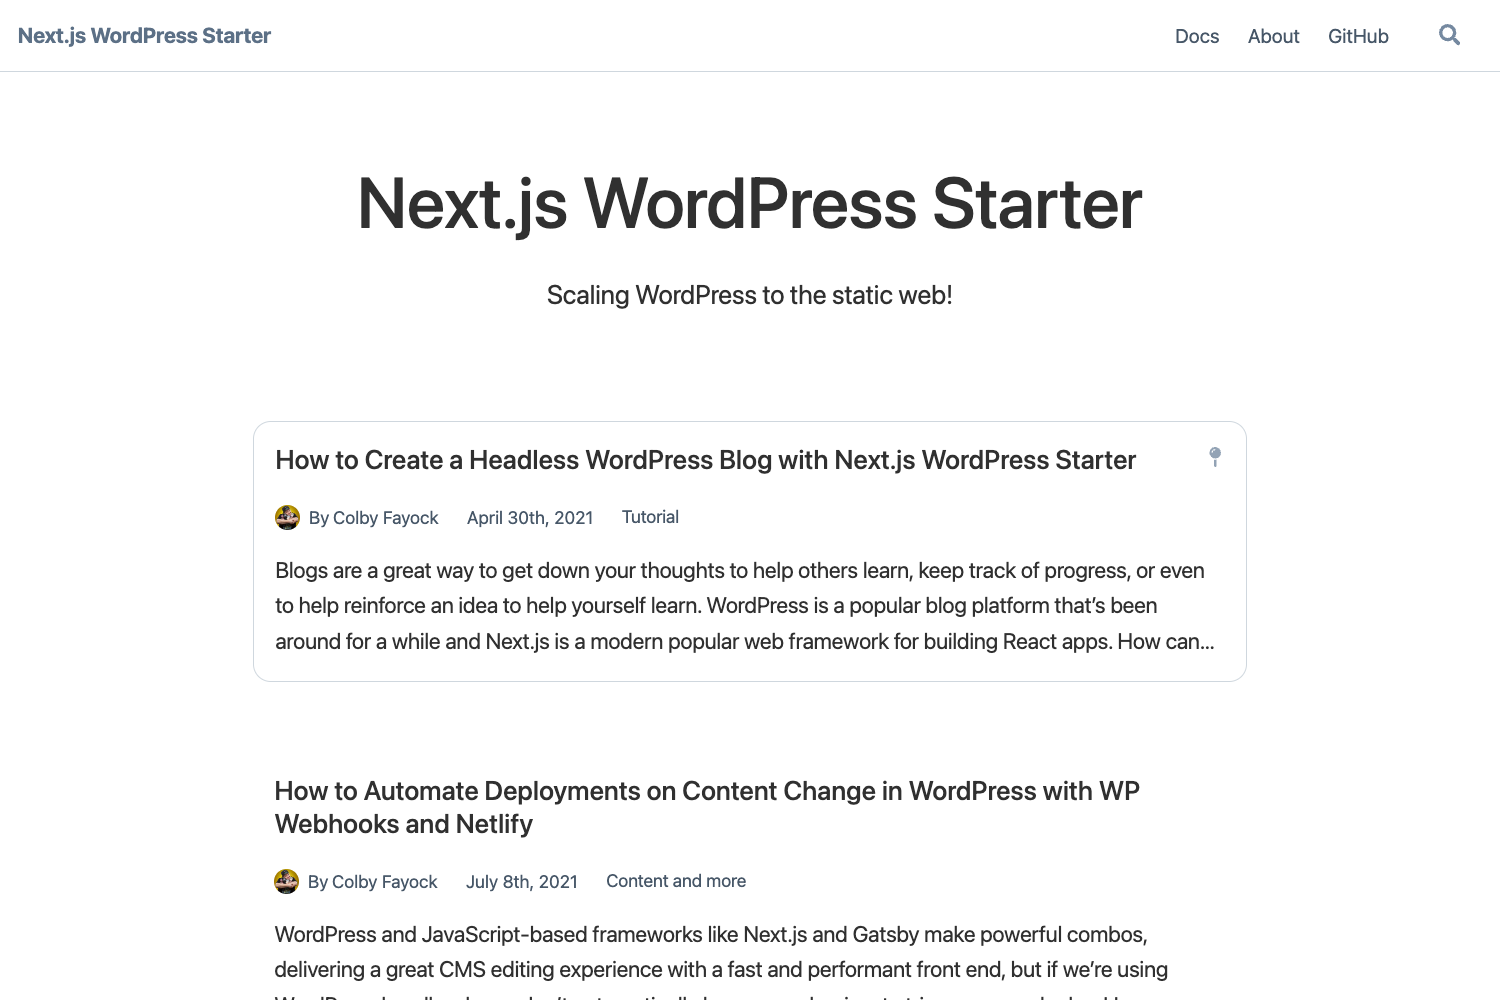 Next.js WordPress Starter
Docs About GitHub
Next.js WordPress Starter
Scaling WordPress to the static web!
How to Create a Headless WordPress Blog with Next.js WordPress Starter
By Colby Fayock April 30th, 2021 Tutorial
Blogs are a great way to get down your thoughts to help others learn, keep track of progress, or even
to help reinforce an idea to help yourself learn. WordPress is a popular blog platform that’s been
around for a while and Next.js is a modern popular web framework for building React apps. How can...
How to Automate Deployments on Content Change in WordPress with WP
Webhooks and Netlify
By Colby Fayock July 8th, 2021 Content and more
WordPress and JavaScript-based frameworks like Next.js and Gatsby make powerful combos,
delivering a great CMS editing experience with a fast and performant front end, but if we’re using